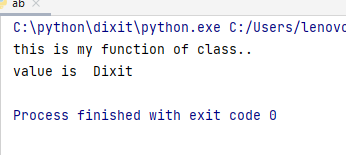 ab
C:\python\dixit\python.exe C:/Users/lenovo
this is my function of class..
value is  Dixit
Process finished with exit code 0